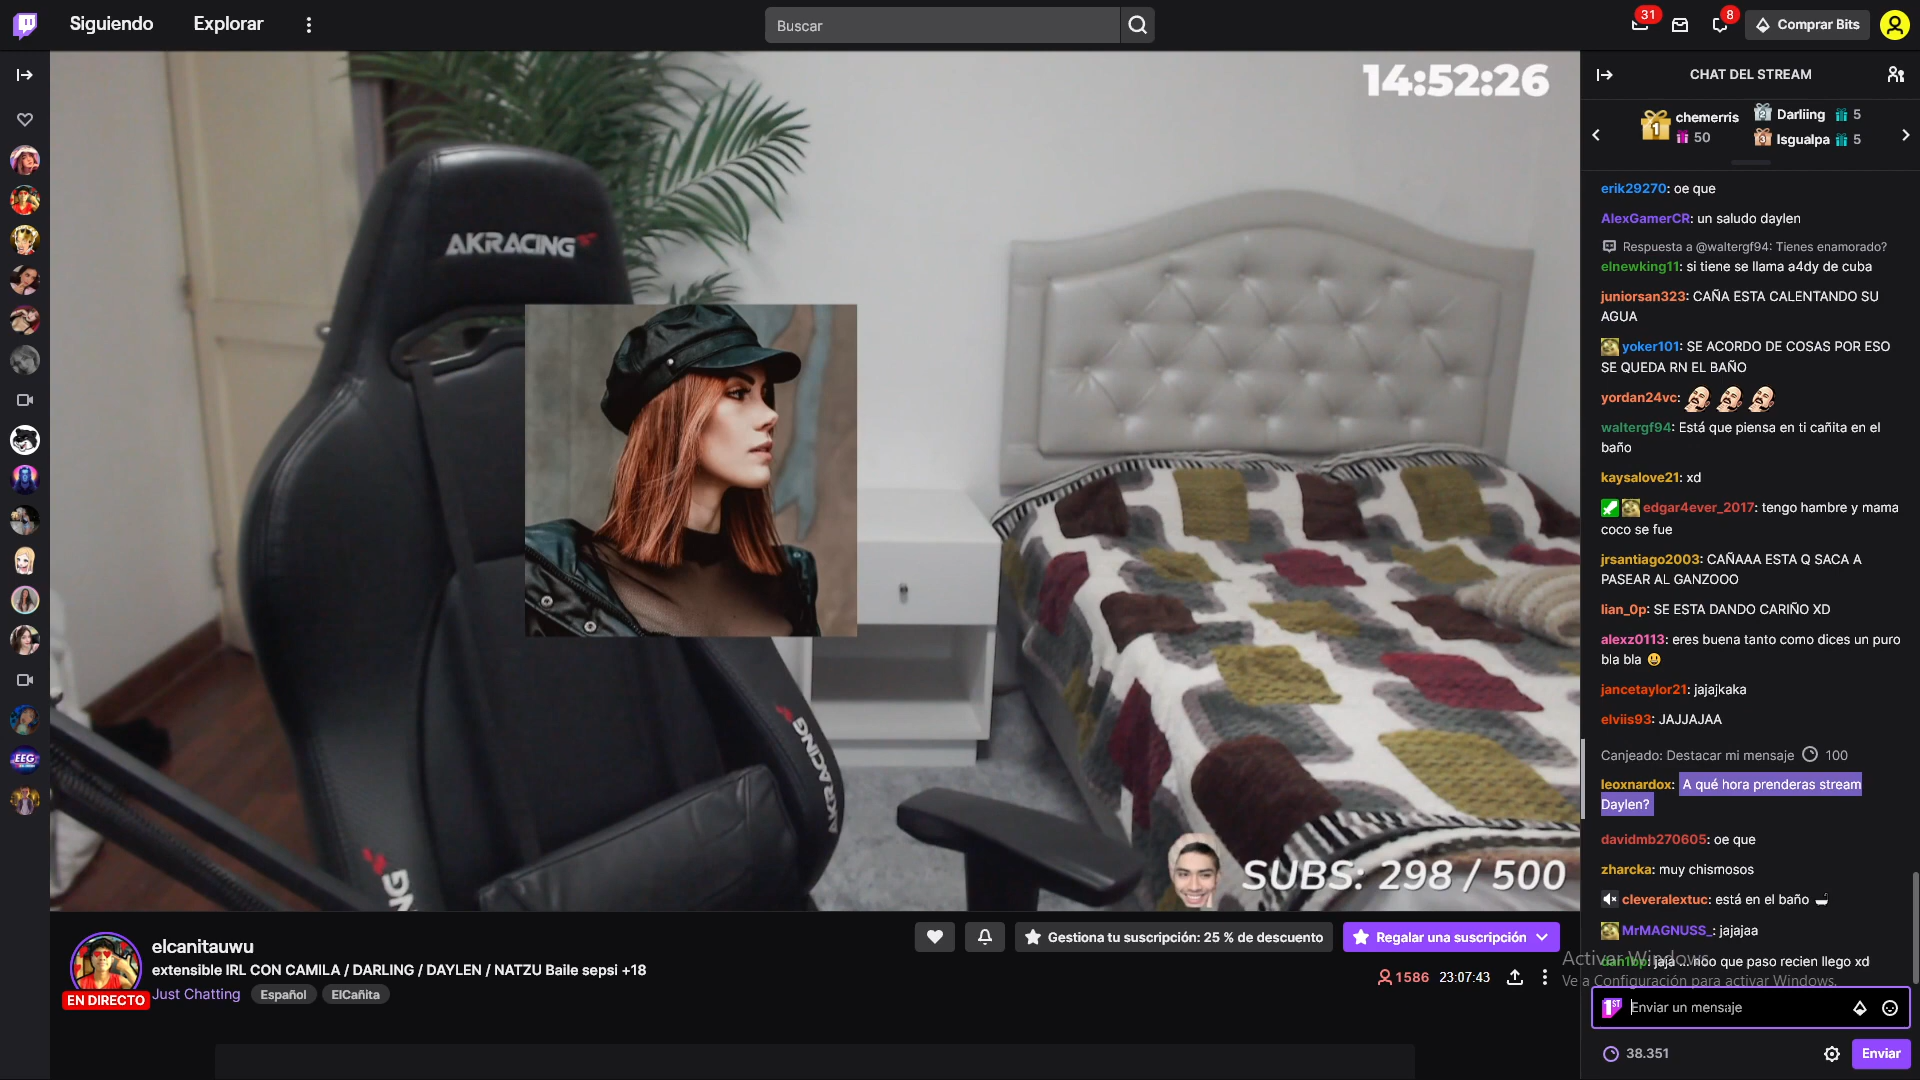 Siguiendo
Explorar
Buscar
31
8
Comprar Bits
14:52:26
CHAT DEL STREAM
1
chemerris
50
2
Darliing
5
3
Isgualpa
5
erik29270: oe que
AlexGamerCR: un saludo daylen
Respuesta a @waltergf94: Tienes enamorado?
elnewking11: si tiene se llama a4dy de cuba
juniorsan323: CAÑA ESTA CALENTANDO SU
AGUA
yoker101: SE ACORDO DE COSAS POR ESO
SE QUEDA RN EL BAÑO
yordan24vc:
waltergf94: Está que piensa en ti cañita en el
baño
kaysalove21: xd
edgar4ever_2017: tengo hambre y mama
coco se fue
jrsantiago2003: CAÑAAA ESTA Q SACA A
PASEAR AL GANZOOO
lian_0p: SE ESTA DANDO CARIÑO XD
alexz0113: eres buena tanto como dices un puro
bla bla 😃
jancetaylor21: jajajkaka
elviis93: JAJJAJAA
Canjeado: Destacar mi mensaje 100
leoxnardox: A qué hora prenderas stream
Daylen?
davidmb270605: oe que
zharcka: muy chismosos
cleveralextuc: está en el baño 🛁
MrMAGNUSS_: jajajaa
jaja ...nōo que paso recien llego xd
Activar Windows
Ve a Configuración para activar Windows.
1ST
Enviar un mensaje
38.351
Enviar
AKRACING
AKRACING
EEG
SUBS: 298 / 500
elcanitauwu
extensible IRL CON CAMILA / DARLING / DAYLEN / NATZU Baile sepsi +18
EN DIRECTO
Just Chatting
Español
ElCañita
Gestiona tu suscripción: 25 % de descuento
Regalar una suscripción
1586
23:07:43